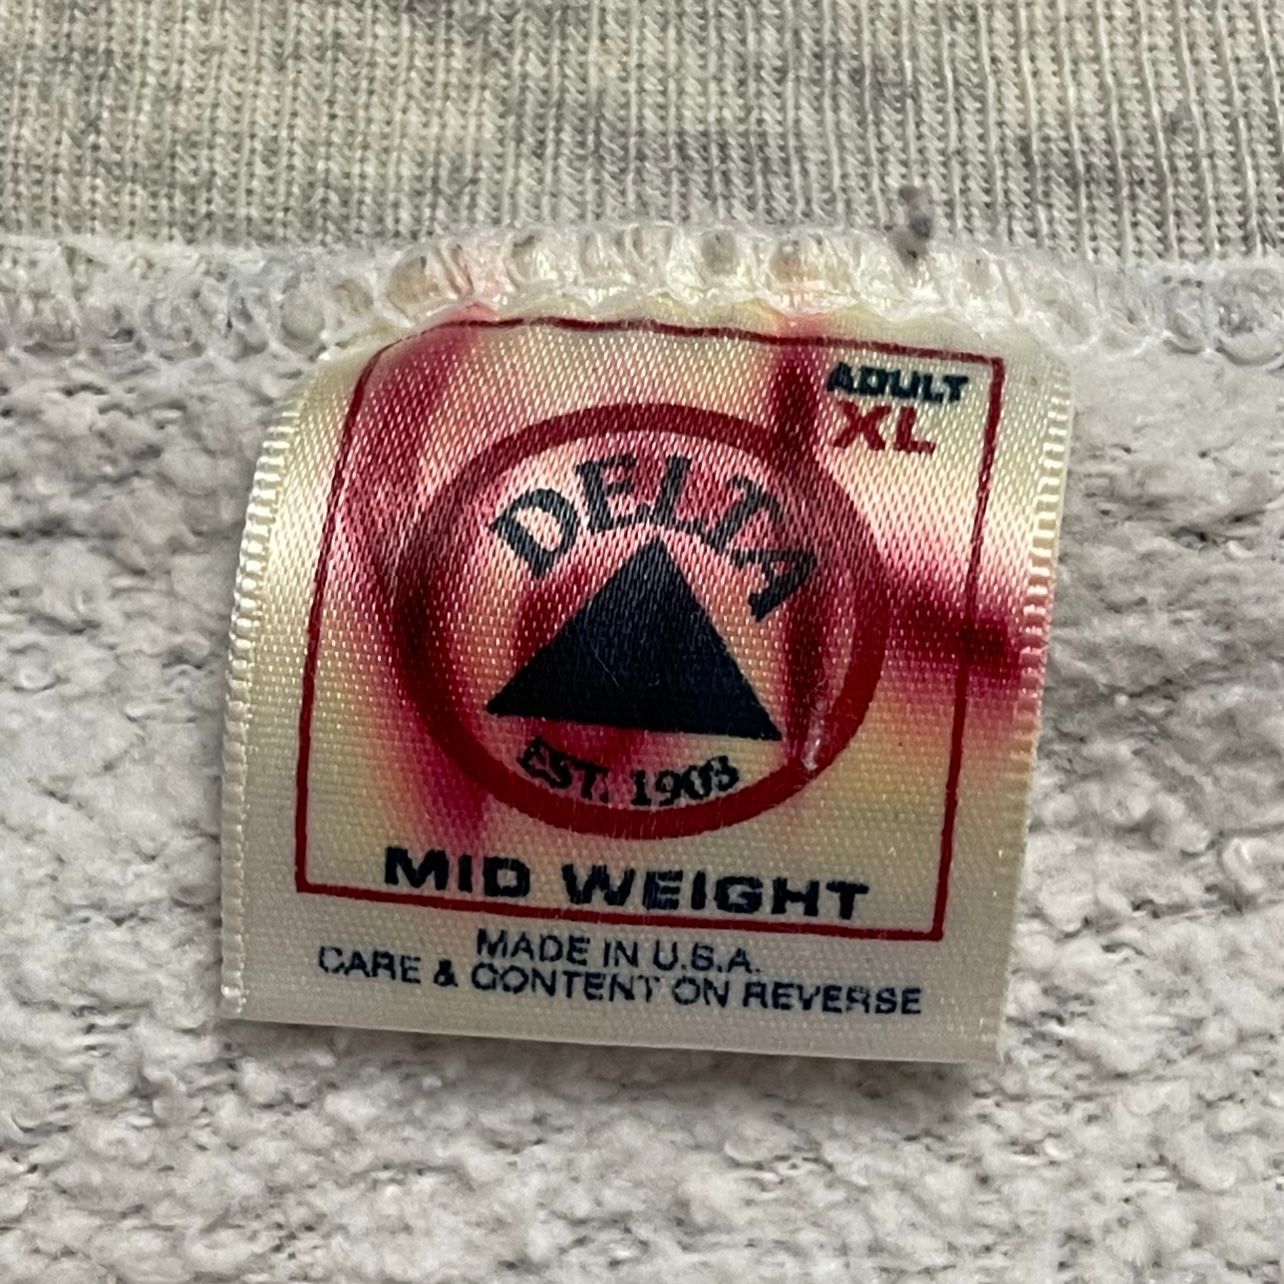 ADULT
XL
DELTA
EST. 1903
MID WEIGHT
MADE IN U.S.A.
CARE & CONTENT ON REVERSE